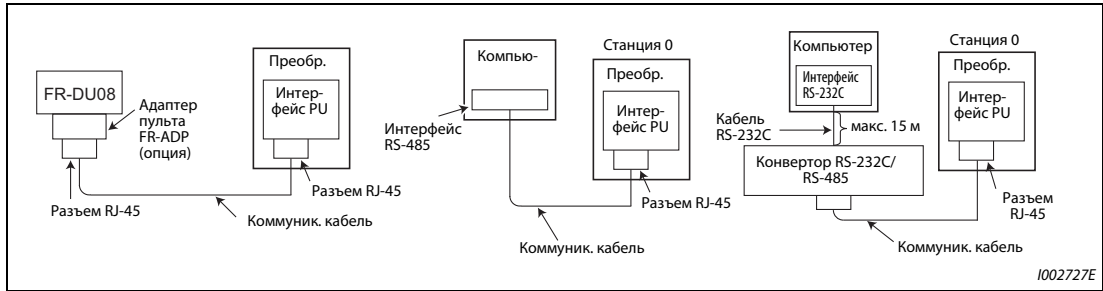 FR-DU08
Адаптер
пульта
FR-ADP
(опция)
Разъем RJ-45
Преобр.
Интер-
фейс PU
Разъем RJ-45
Коммуник. кабель
Компью-
Интерфейс
RS-485
Станция 0
Преобр.
Интер-
фейс PU
Разъем RJ-45
Коммуник. кабель
Компьютер
Интерфейс
RS-232C
Кабель
RS-232C
макс. 15 м
Конвертор RS-232C/
RS-485
Станция 0
Преобр.
Интер-
фейс PU
Разъем
RJ-45
Коммуник. кабель
I002727E